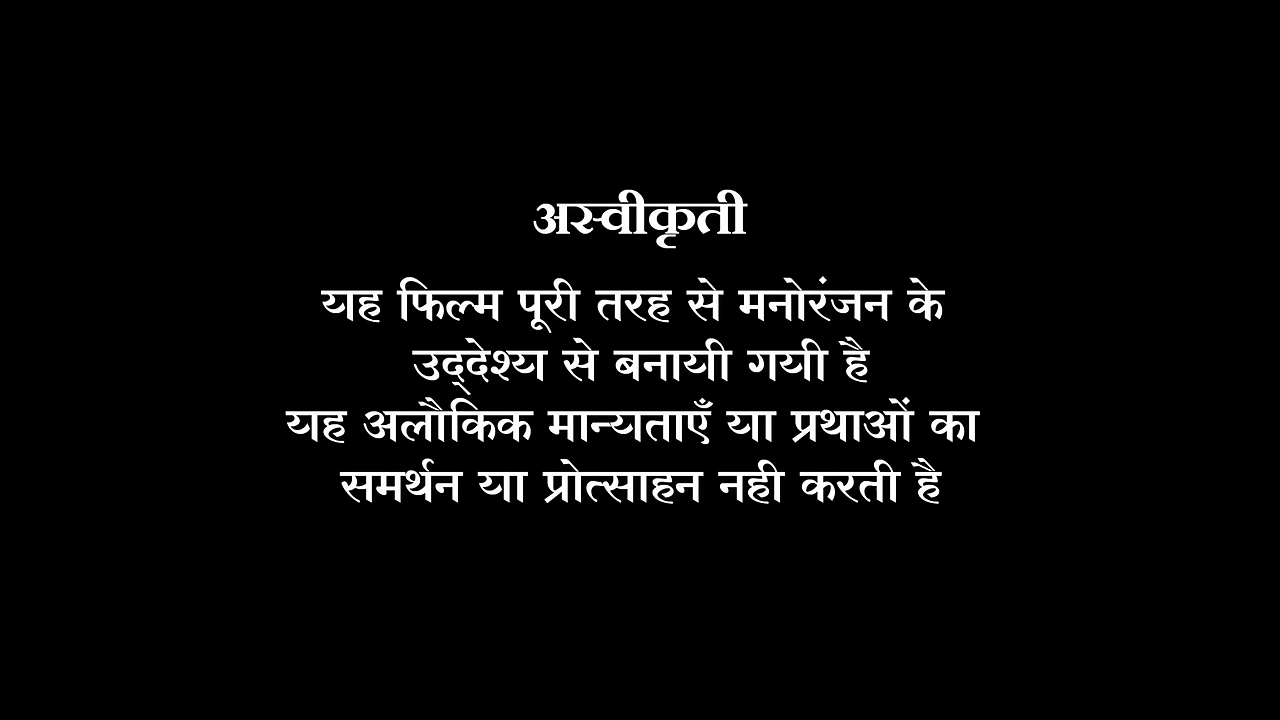 अस्वीकृती
यह फिल्म पूरी तरह से मनोरंजन के
उद्‌देश्य से बनायी गयी है
यह अलौकिक मान्यताएँ या प्रथाओं का
समर्थन या प्रोत्साहन नही करती है